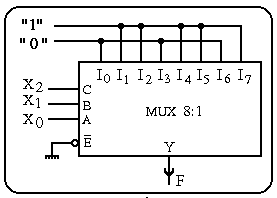 "1"
"0"
I0 I1 I2 I3 I4 I5 I6 I7
X2 C
X1 B
X0 A
MUX 8:1
E
Y
F